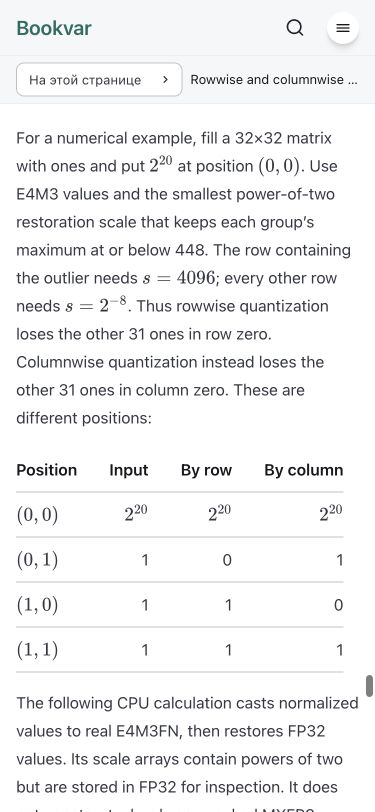 Bookvar
На этой странице
Rowwise and columnwise ...
For a numerical example, fill a 32×32 matrix
with ones and put 2^20 at position (0, 0). Use
E4M3 values and the smallest power-of-two
restoration scale that keeps each group's
maximum at or below 448. The row containing
the outlier needs s = 4096; every other row
needs s = 2^−8. Thus rowwise quantization
loses the other 31 ones in row zero.
Columnwise quantization instead loses the
other 31 ones in column zero. These are
different positions:
Position Input By row By column
(0, 0) 2^20 2^20 2^20
(0, 1) 1 0 1
(1, 0) 1 1 0
(1, 1) 1 1 1
The following CPU calculation casts normalized
values to real E4M3FN, then restores FP32
values. Its scale arrays contain powers of two
but are stored in FP32 for inspection. It does